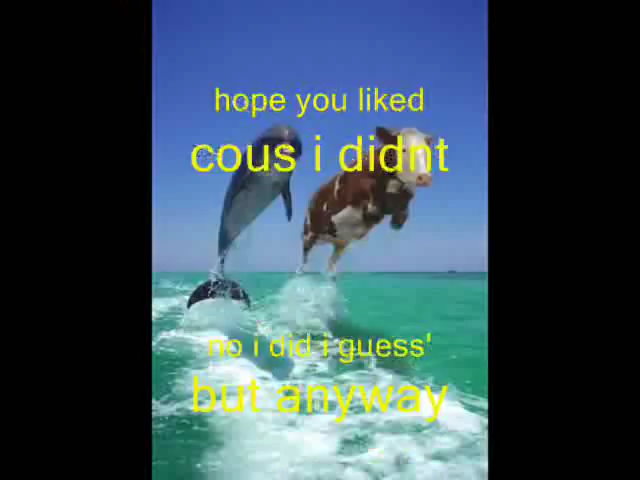 hope you liked
cous i didnt
no i did i guess'
but anyway